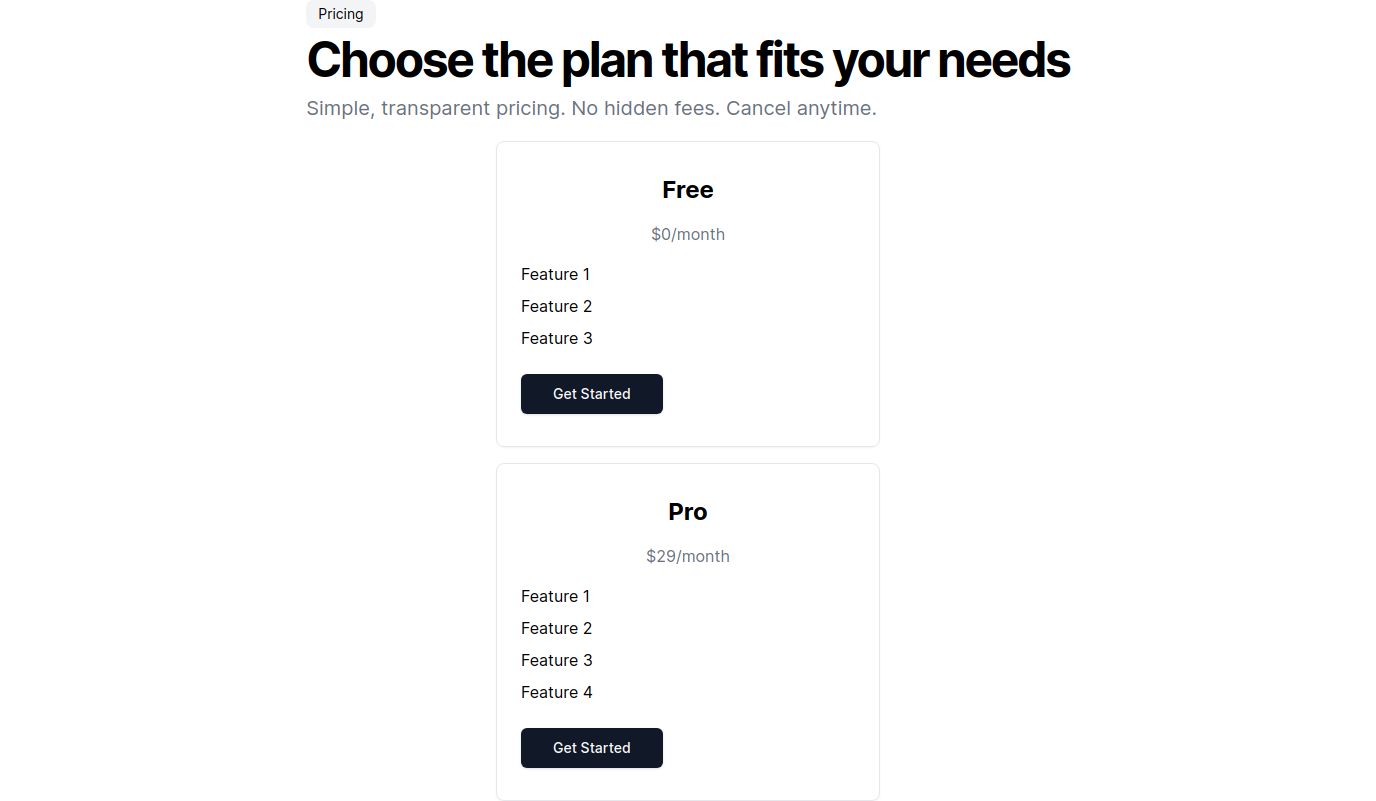 Pricing
Choose the plan that fits your needs
Simple, transparent pricing. No hidden fees. Cancel anytime.
Free
$0/month
Feature 1
Feature 2
Feature 3
Get Started
Pro
$29/month
Feature 1
Feature 2
Feature 3
Feature 4
Get Started